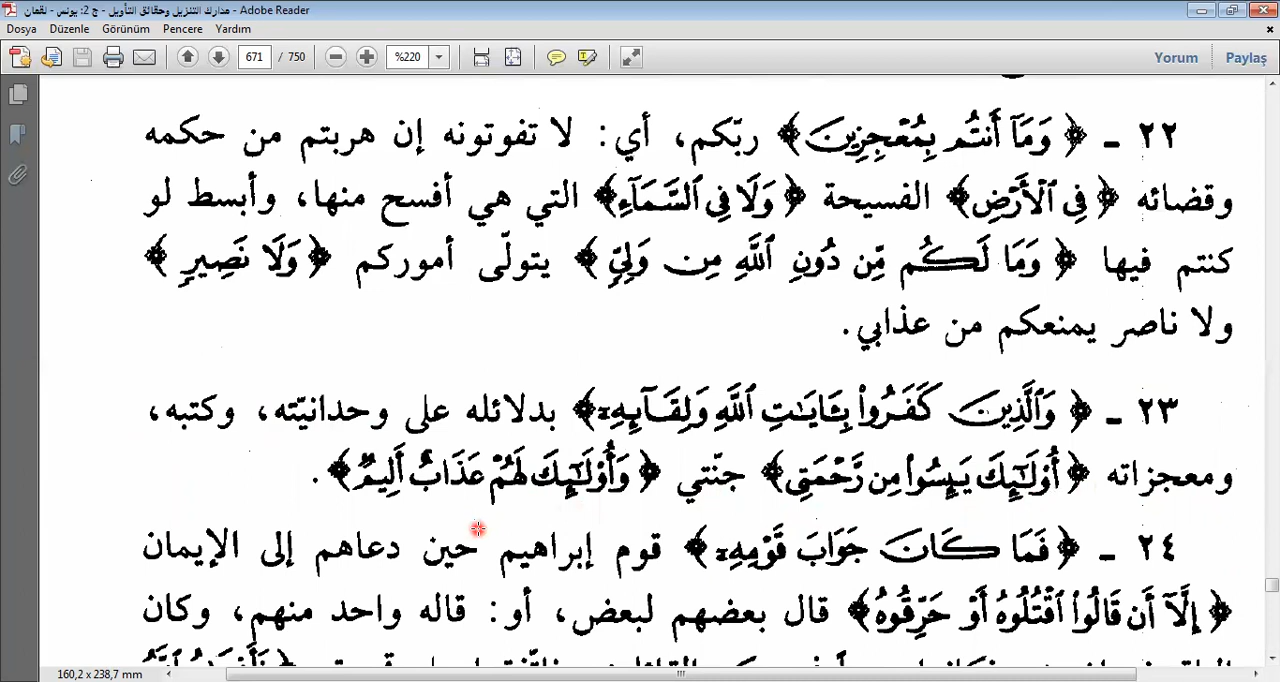 مدارك التنزيل وحقائق التأويل - ج 2: يونس - لقمان - Adobe Reader
Dosya Düzenle Görünüm Pencere Yardım
671 / 750 %220 Yorum Paylaş
٢٢ ـ ﴿وَمَآ أَنتُم بِمُعْجِزِينَ﴾ ربّكم، أي: لا تفوتونه إن هربتم من حكمه
وقضائه ﴿فِى ٱلْأَرْضِ﴾ الفسيحة ﴿وَلَا فِى ٱلسَّمَآءِ﴾ التي هي أفسح منها، وأبسط لو
كنتم فيها ﴿وَمَا لَكُم مِّن دُونِ ٱللَّهِ مِن وَلِىٍّ﴾ يتولّى أموركم ﴿وَلَا نَصِيرٍ﴾
ولا ناصر يمنعكم من عذابي.
٢٣ ـ ﴿وَٱلَّذِينَ كَفَرُوا۟ بِـَٔايَـٰتِ ٱللَّهِ وَلِقَآئِهِۦ﴾ بدلائله على وحدانيّته، وكتبه،
ومعجزاته ﴿أُو۟لَـٰٓئِكَ يَئِسُوا۟ مِن رَّحْمَتِى﴾ جنّتي ﴿وَأُو۟لَـٰٓئِكَ لَهُمْ عَذَابٌ أَلِيمٌ﴾.
٢٤ ـ ﴿فَمَا كَانَ جَوَابَ قَوْمِهِۦٓ﴾ قوم إبراهيم حين دعاهم إلى الإيمان
﴿إِلَّآ أَن قَالُوا۟ ٱقْتُلُوهُ أَوْ حَرِّقُوهُ﴾ قال بعضهم لبعض، أو: قاله واحد منهم، وكان
160,2 x 238,7 mm